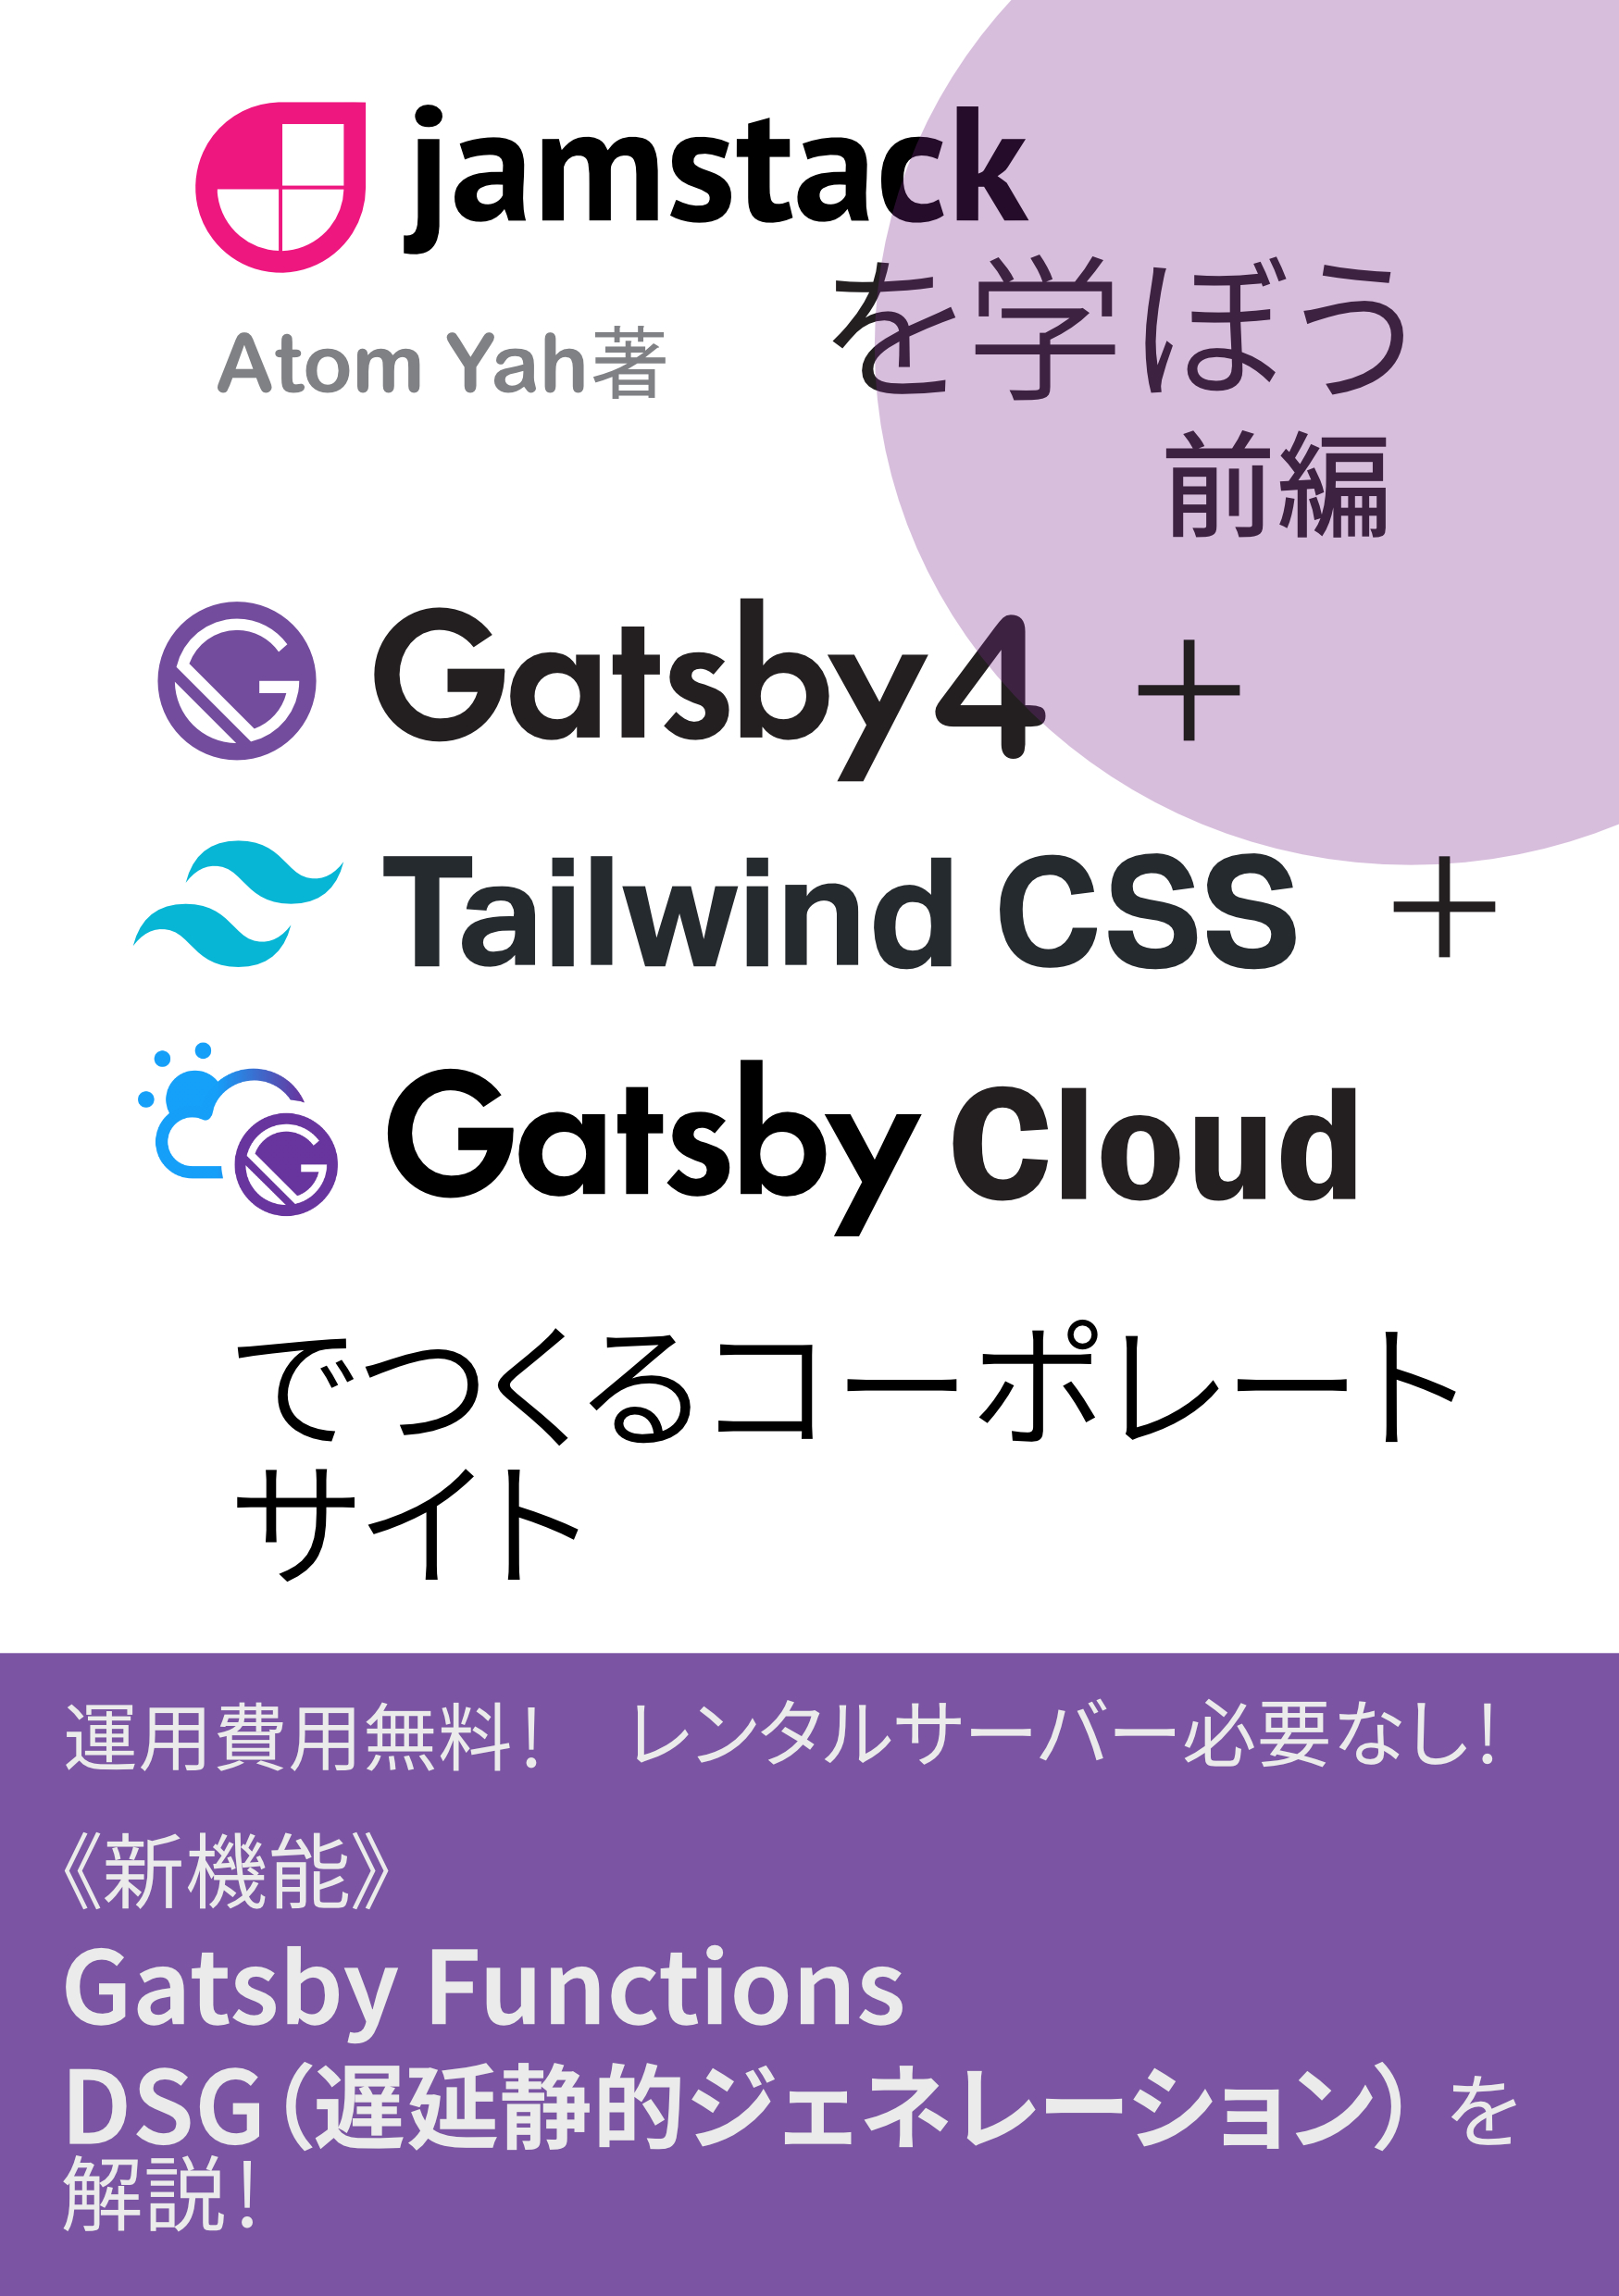 jamstack
を学ぼう
Atom Yah著
前編
Gatsby4 +
Tailwind CSS +
Gatsby Cloud
でつくるコーポレート
サイト
運用費用無料！ レンタルサーバー必要なし！
《新機能》
Gatsby Functions
DSG（遅延静的ジェネレーション）を
解説！